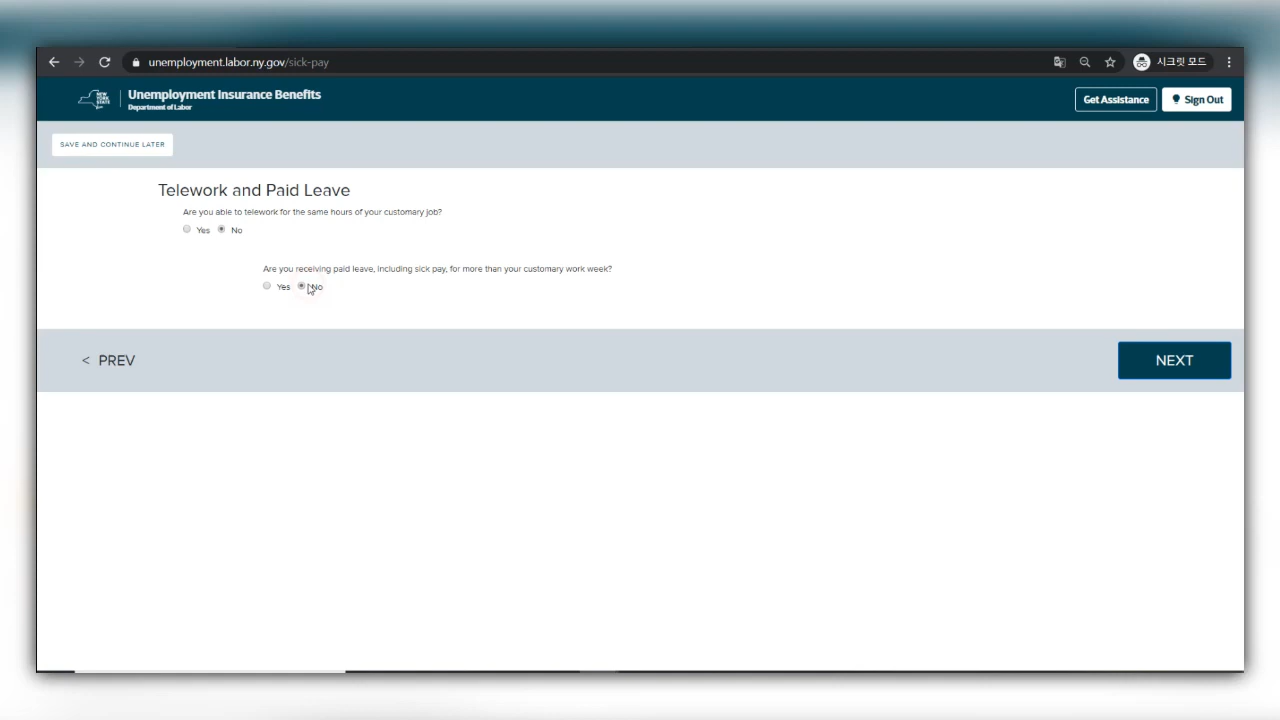 unemployment.labor.ny.gov/sick-pay
시크릿 모드
NEW YORK STATE
Unemployment Insurance Benefits
Department of Labor
Get Assistance
Sign Out
SAVE AND CONTINUE LATER
Telework and Paid Leave
Are you able to telework for the same hours of your customary job?
Yes No
Are you receiving paid leave, including sick pay, for more than your customary work week?
Yes No
< PREV
NEXT